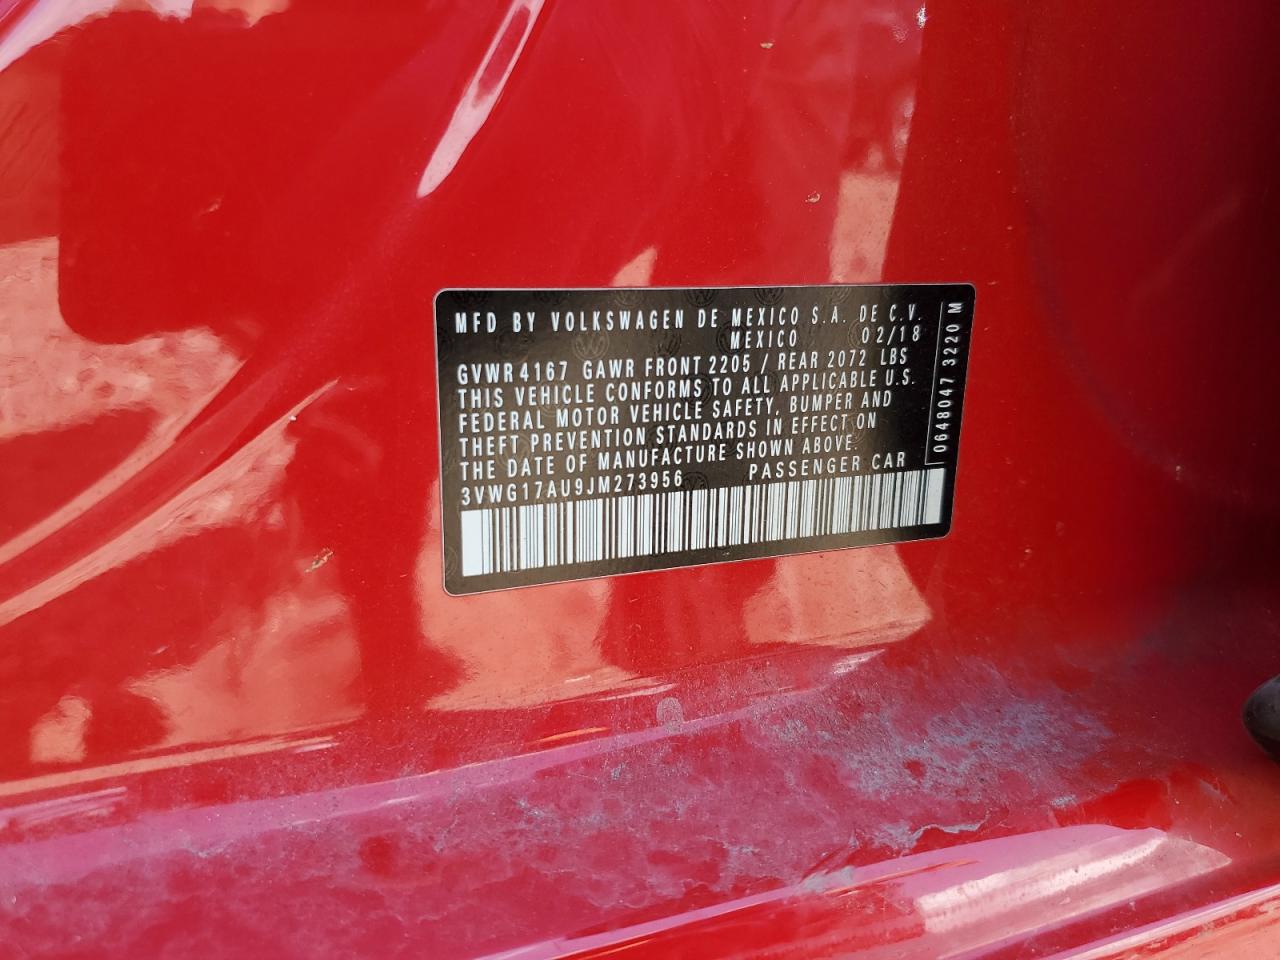 MFD BY VOLKSWAGEN DE MEXICO S.A. DE C.V.
MEXICO 02/18
GVWR 4167 GAWR FRONT 2205 / REAR 2072 LBS
THIS VEHICLE CONFORMS TO ALL APPLICABLE U.S.
FEDERAL MOTOR VEHICLE SAFETY, BUMPER AND
THEFT PREVENTION STANDARDS IN EFFECT ON
THE DATE OF MANUFACTURE SHOWN ABOVE.
3VWG17AU9JM273956 PASSENGER CAR
0648047 3220 M